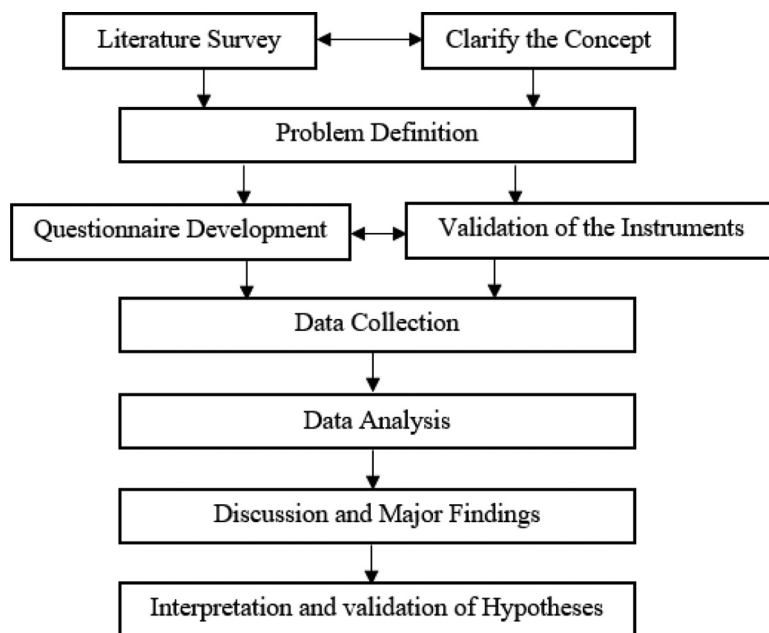 Literature Survey
Clarify the Concept
Problem Definition
Questionnaire Development
Validation of the Instruments
Data Collection
Data Analysis
Discussion and Major Findings
Interpretation and validation of Hypotheses